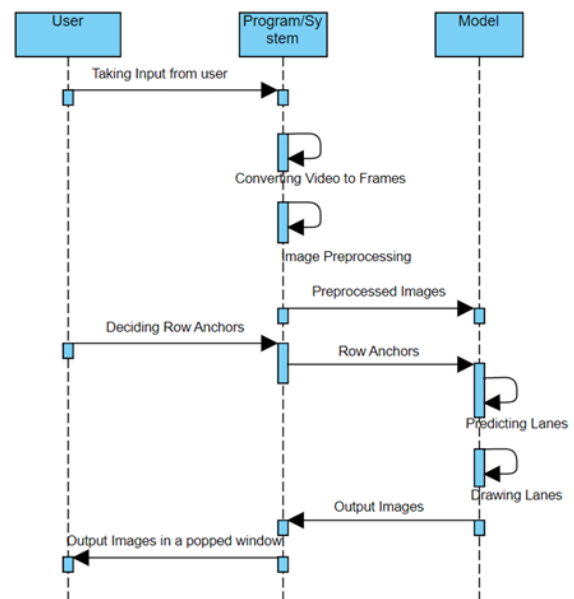 User
Program/Sy
stem
Model
Taking Input from user
Converting Video to Frames
Image Preprocessing
Preprocessed Images
Deciding Row Anchors
Row Anchors
Predicting Lanes
Drawing Lanes
Output Images
Output Images in a popped window